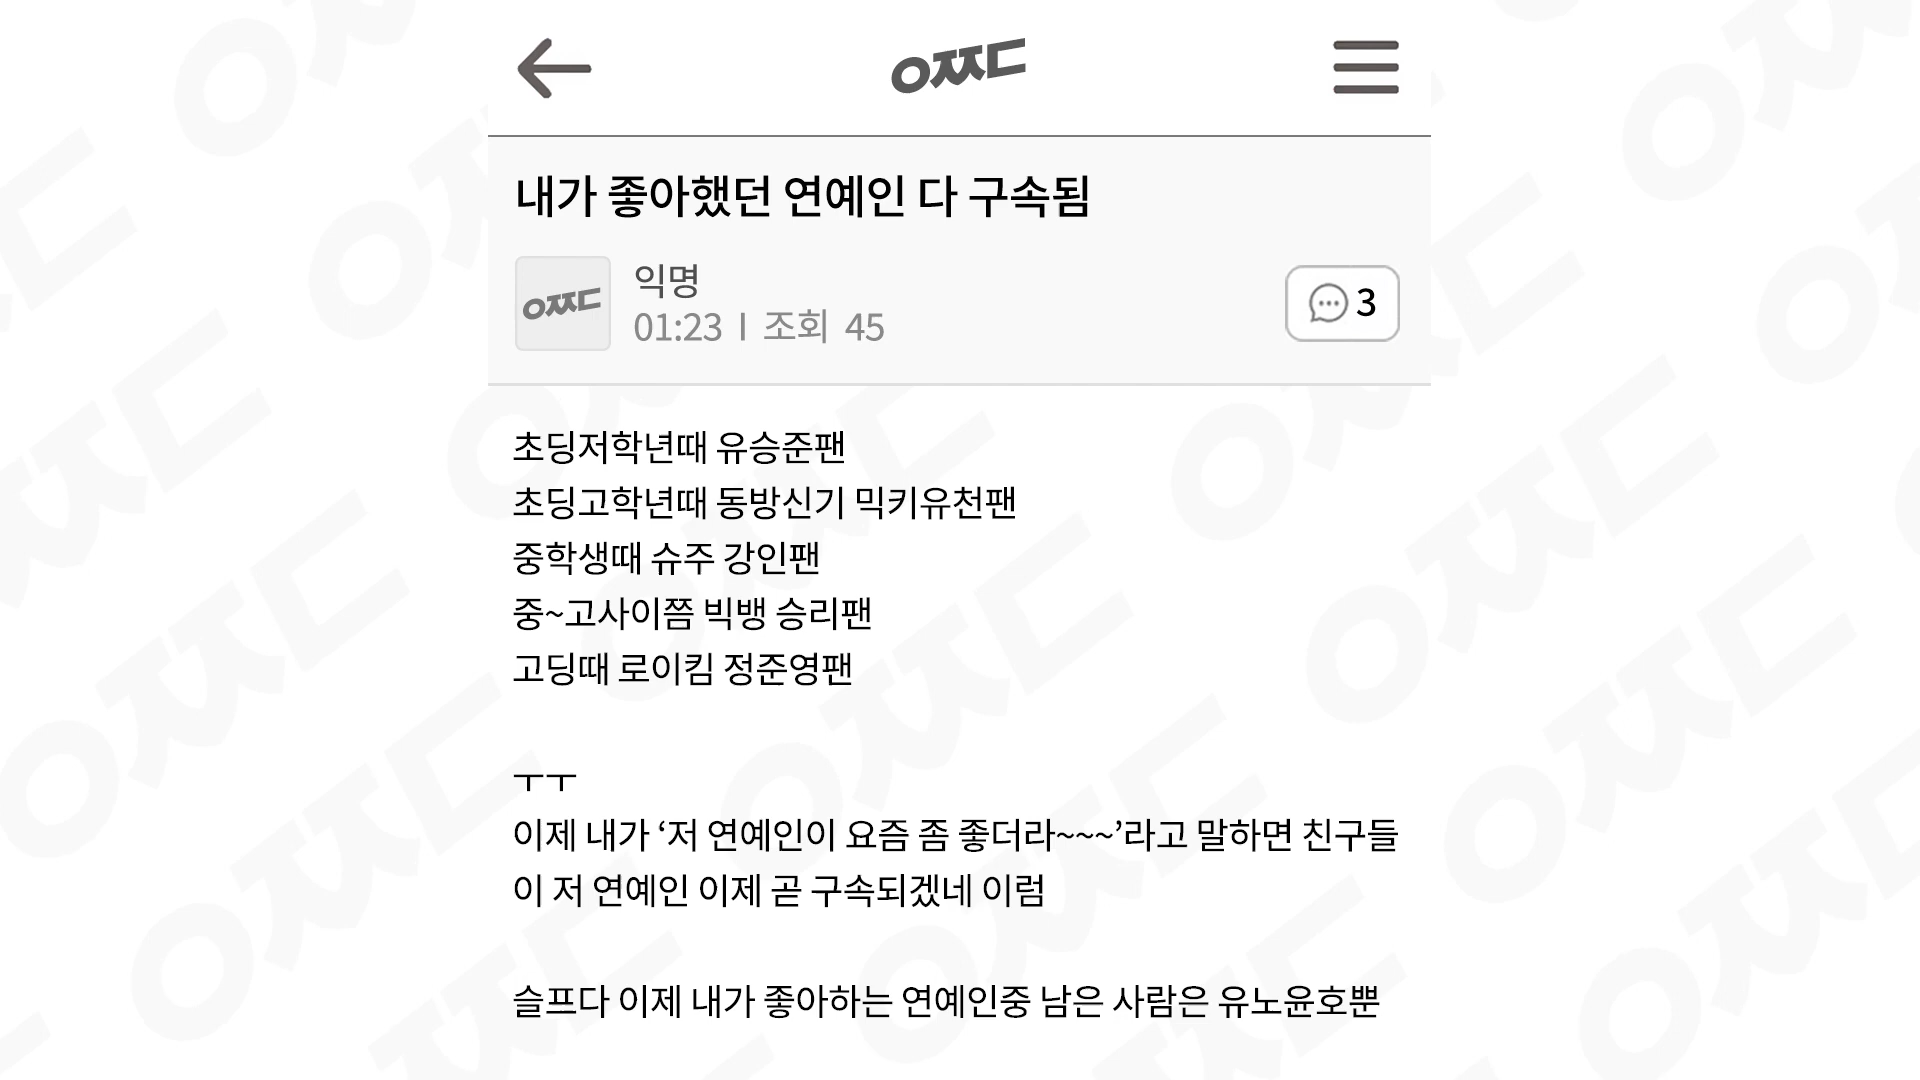 어쩌다
내가 좋아했던 연예인 다 구속됨
익명
01:23 | 조회 45
3
초딩저학년때 유승준팬
초딩고학년때 동방신기 믹키유천팬
중학생때 슈주 강인팬
중~고사이쯤 빅뱅 승리팬
고딩때 로이킴 정준영팬
ㅜㅜ
이제 내가 ‘저 연예인이 요즘 좀 좋더라~~~’라고 말하면 친구들
이 저 연예인 이제 곧 구속되겠네 이럼
슬프다 이제 내가 좋아하는 연예인중 남은 사람은 유노윤호뿐